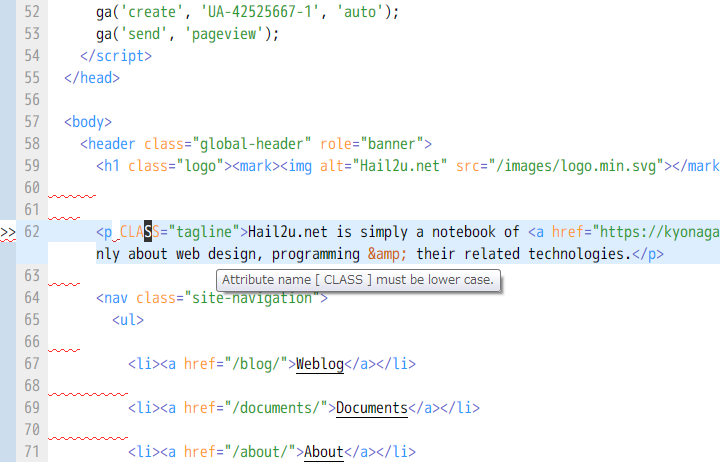 52 ga('create', 'UA-42525667-1', 'auto');
53 ga('send', 'pageview');
54 </script>
55 </head>
56
57 <body>
58 <header class="global-header" role="banner">
59 <h1 class="logo"><mark><img alt="Hail2u.net" src="/images/logo.min.svg"></mark
60
61
>> 62 <p CLASS="tagline">Hail2u.net is simply a notebook of <a href="https://kyonaga
nly about web design, programming &amp; their related technologies.</p>
63
Attribute name [ CLASS ] must be lower case.
64 <nav class="site-navigation">
65 <ul>
66
67 <li><a href="/blog/">Weblog</a></li>
68
69 <li><a href="/documents/">Documents</a></li>
70
71 <li><a href="/about/">About</a></li>